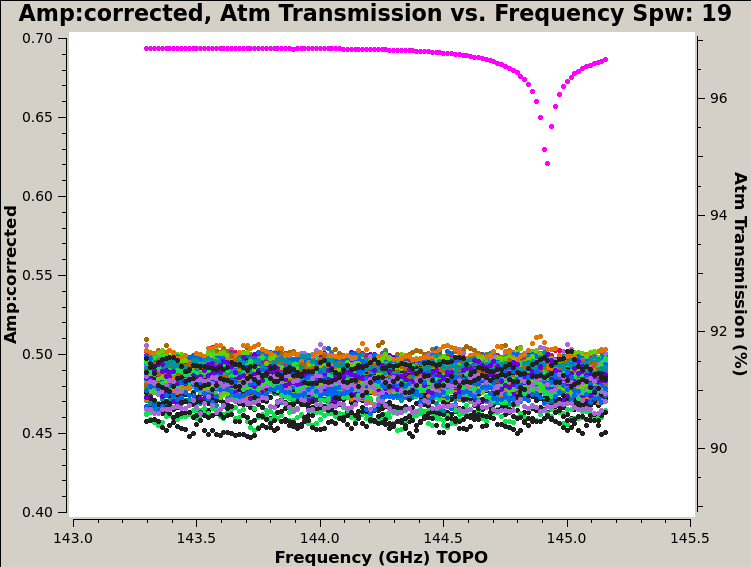 Amp:corrected, Atm Transmission vs. Frequency Spw: 19
0.70
0.65
0.60
0.55
0.50
0.45
0.40
Amp:corrected
96
94
92
90
Atm Transmission (%)
143.0 143.5 144.0 144.5 145.0 145.5
Frequency (GHz) TOPO